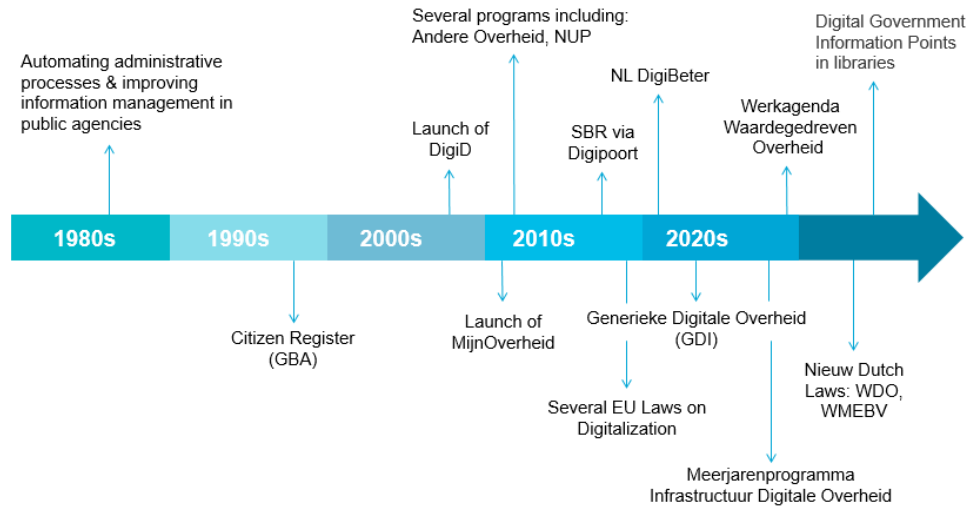 Automating administrative
processes & improving
information management in
public agencies
Launch of
DigiD
Several programs including:
Andere Overheid, NUP
SBR via
Digipoort
NL DigiBeter
Werkagenda
Waardegedreven
Overheid
Digital Government
Information Points
in libraries
1980s
1990s
2000s
2010s
2020s
Citizen Register
(GBA)
Launch of
MijnOverheid
Several EU Laws on
Digitalization
Generieke Digitale Overheid
(GDI)
Meerjarenprogramma
Infrastructuur Digitale Overheid
Nieuw Dutch
Laws: WDO,
WMEBV